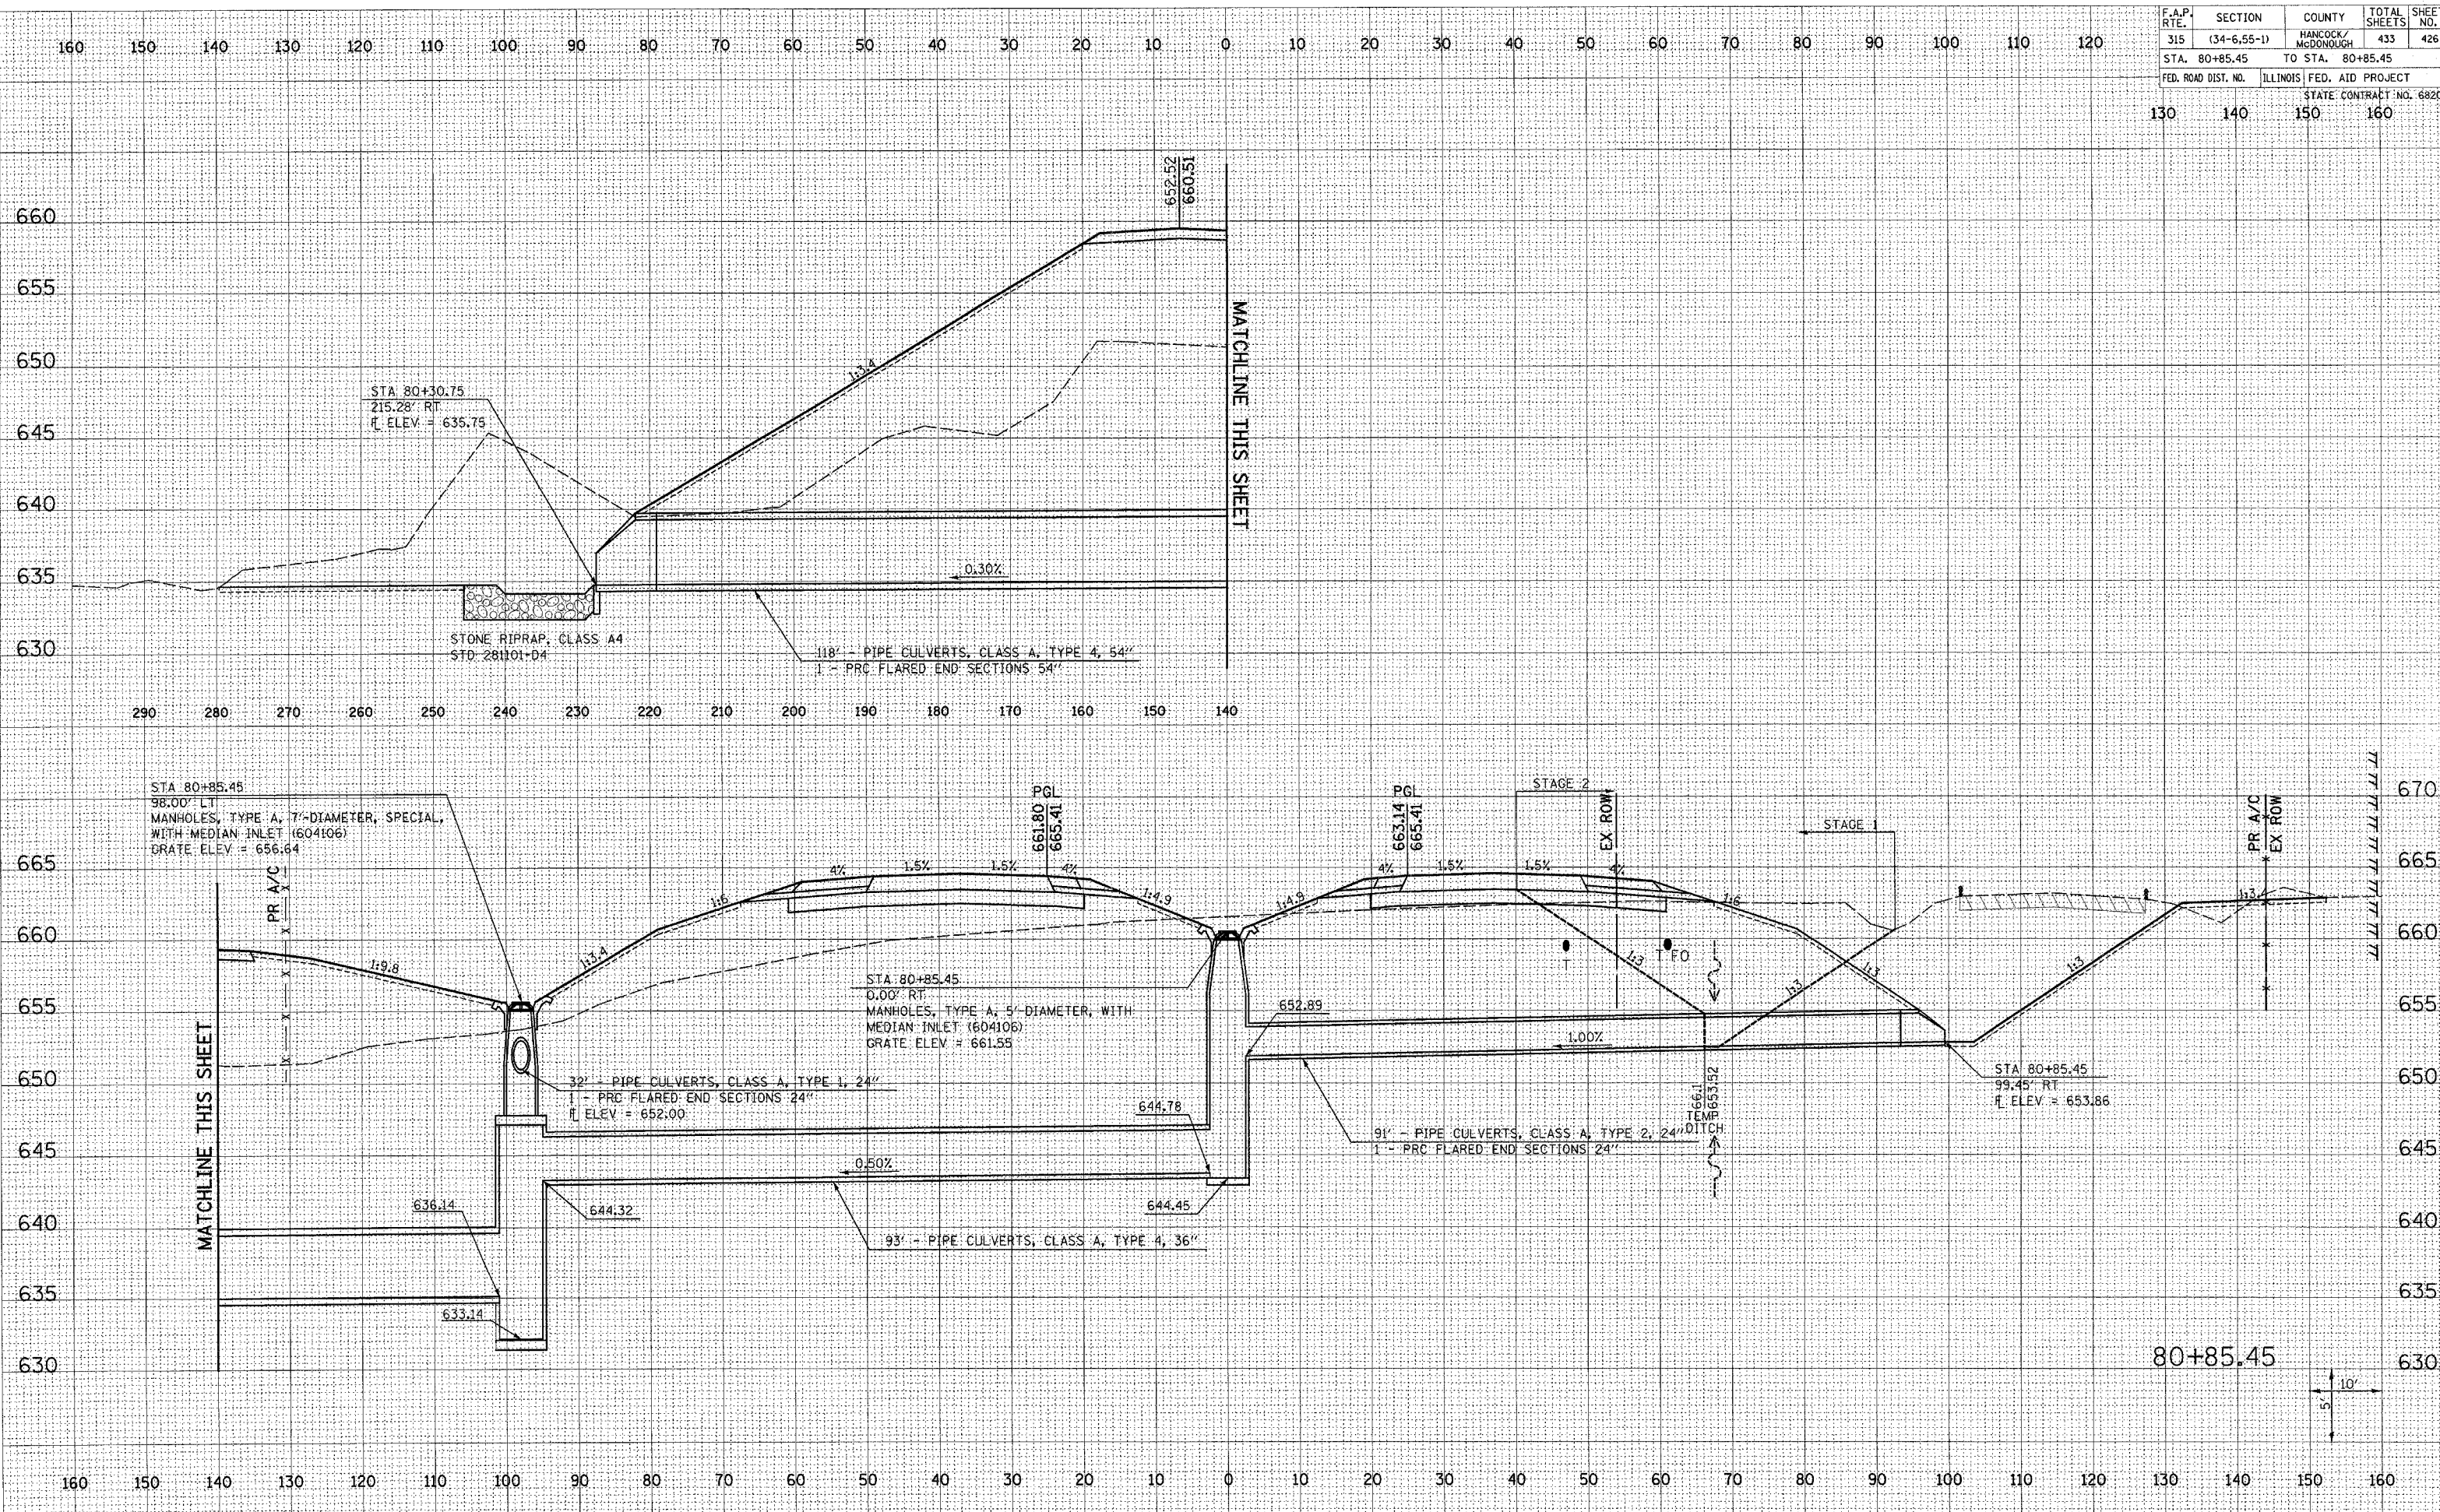 F.A.P. RTE. SECTION COUNTY TOTAL SHEETS SHEET NO.
315 (34-6,55-1) HANCOCK/ McDONOUGH 433 426
STA. 80+85.45 TO STA. 80+85.45
FED. ROAD DIST. NO. ILLINOIS FED. AID PROJECT
STATE CONTRACT NO.
160 150 140 130 120 110 100 90 80 70 60 50 40 30 20 10 0 10 20 30 40 50 60 70 80 90 100 110 120 130 140 150 160
652.52
660.51
660
655
650
645
640
635
630
MATCHLINE THIS SHEET
1:3.4
STA 80+30.75
215.28' RT
FL ELEV = 635.75
0.30%
STONE RIPRAP, CLASS A4
STD 281101-D4
118' - PIPE CULVERTS, CLASS A, TYPE 4, 54"
1 - PRC FLARED END SECTIONS 54"
290 280 270 260 250 240 230 220 210 200 190 180 170 160 150 140
STA 80+85.45
98.00' LT
MANHOLES, TYPE A, 7'-DIAMETER, SPECIAL,
WITH MEDIAN INLET (604106)
GRATE ELEV = 656.64
PGL
661.80
665.41
PGL
663.14
665.41
STAGE 2
EX ROW
STAGE 1
PR A/C
EX ROW
670
665
660
655
650
645
640
635
630
665
660
655
650
645
640
635
630
PR A/C
4% 1.5% 1.5% 4%
4% 1.5% 1.5% 4%
1:9.8
1:3.4
1:6
1:4.9
1:4.9
1:6
1:3
1:3
1:3
1:3
1:3.4
T
T FO
STA 80+85.45
0.00' RT
MANHOLES, TYPE A, 5'-DIAMETER, WITH
MEDIAN INLET (604106)
GRATE ELEV = 661.55
652.89
1.00%
STA 80+85.45
99.45' RT
FL ELEV = 653.86
32' - PIPE CULVERTS, CLASS A, TYPE 1, 24"
1 - PRC FLARED END SECTIONS 24"
FL ELEV = 652.00
644.78
66.1
653.52
TEMP
DITCH
91' - PIPE CULVERTS, CLASS A, TYPE 2, 24"
1 - PRC FLARED END SECTIONS 24"
0.50%
MATCHLINE THIS SHEET
636.14
644.32
644.45
93' - PIPE CULVERTS, CLASS A, TYPE 4, 36"
633.14
80+85.45
10'
5'
160 150 140 130 120 110 100 90 80 70 60 50 40 30 20 10 0 10 20 30 40 50 60 70 80 90 100 110 120 130 140 150 160